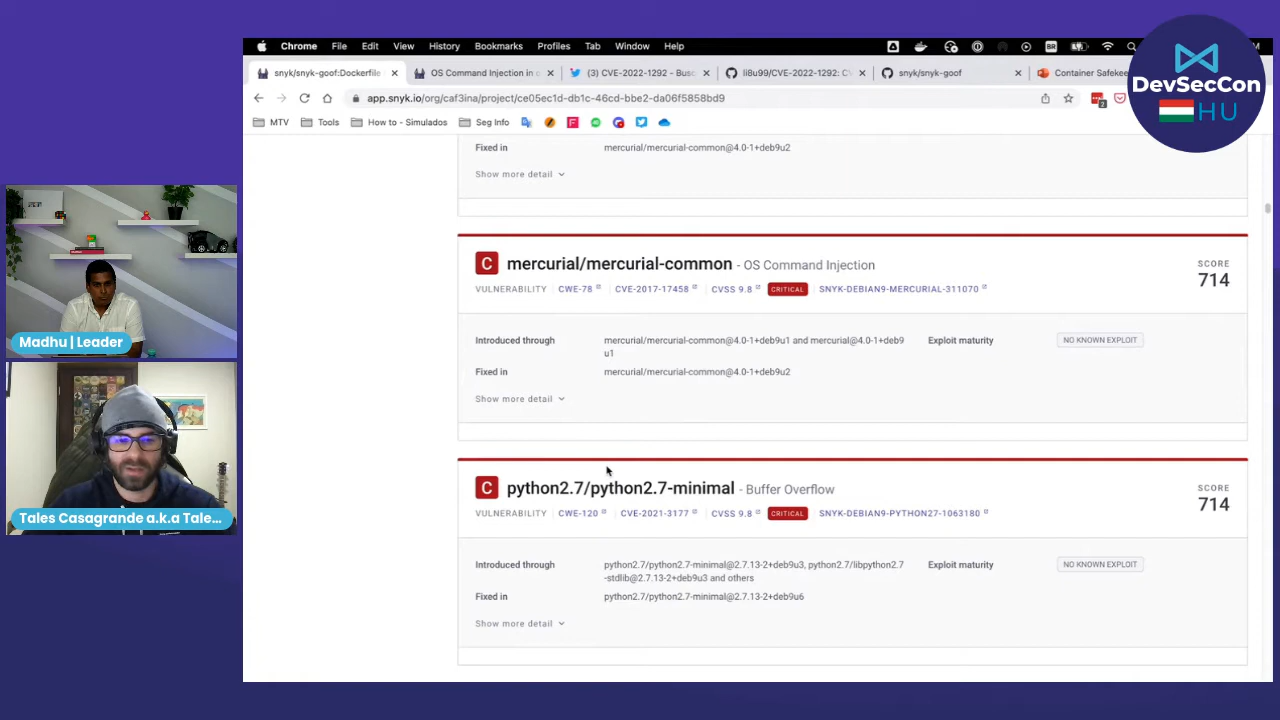 Chrome File Edit View History Bookmarks Profiles Tab Window Help
BR
snyk/snyk-goof:Dockerfile
OS Command Injection in o
(3) CVE-2022-1292 - Busc
li8u99/CVE-2022-1292: C
snyk/snyk-goof
Container Safekee
DevSecCon
HU
app.snyk.io/org/caf3ina/project/ce05ec1d-db1c-46cd-bbe2-da06f5858bd9
MTV
Tools
How to - Simulados
Seg Info
Fixed in
mercurial/mercurial-common@4.0-1+deb9u2
Show more detail
C mercurial/mercurial-common - OS Command Injection
SCORE
714
VULNERABILITY CWE-78 CVE-2017-17458 CVSS 9.8 CRITICAL SNYK-DEBIAN9-MERCURIAL-311070
Introduced through
mercurial/mercurial-common@4.0-1+deb9u1 and mercurial@4.0-1+deb9
u1
Exploit maturity
NO KNOWN EXPLOIT
Fixed in
mercurial/mercurial-common@4.0-1+deb9u2
Show more detail
C python2.7/python2.7-minimal - Buffer Overflow
SCORE
714
VULNERABILITY CWE-120 CVE-2021-3177 CVSS 9.8 CRITICAL SNYK-DEBIAN9-PYTHON27-1063180
Introduced through
python2.7/python2.7-minimal@2.7.13-2+deb9u3, python2.7/libpython2.7
-stdlib@2.7.13-2+deb9u3 and others
Exploit maturity
NO KNOWN EXPLOIT
Fixed in
python2.7/python2.7-minimal@2.7.13-2+deb9u6
Show more detail
Madhu | Leader
Tales Casagrande a.k.a Tale...